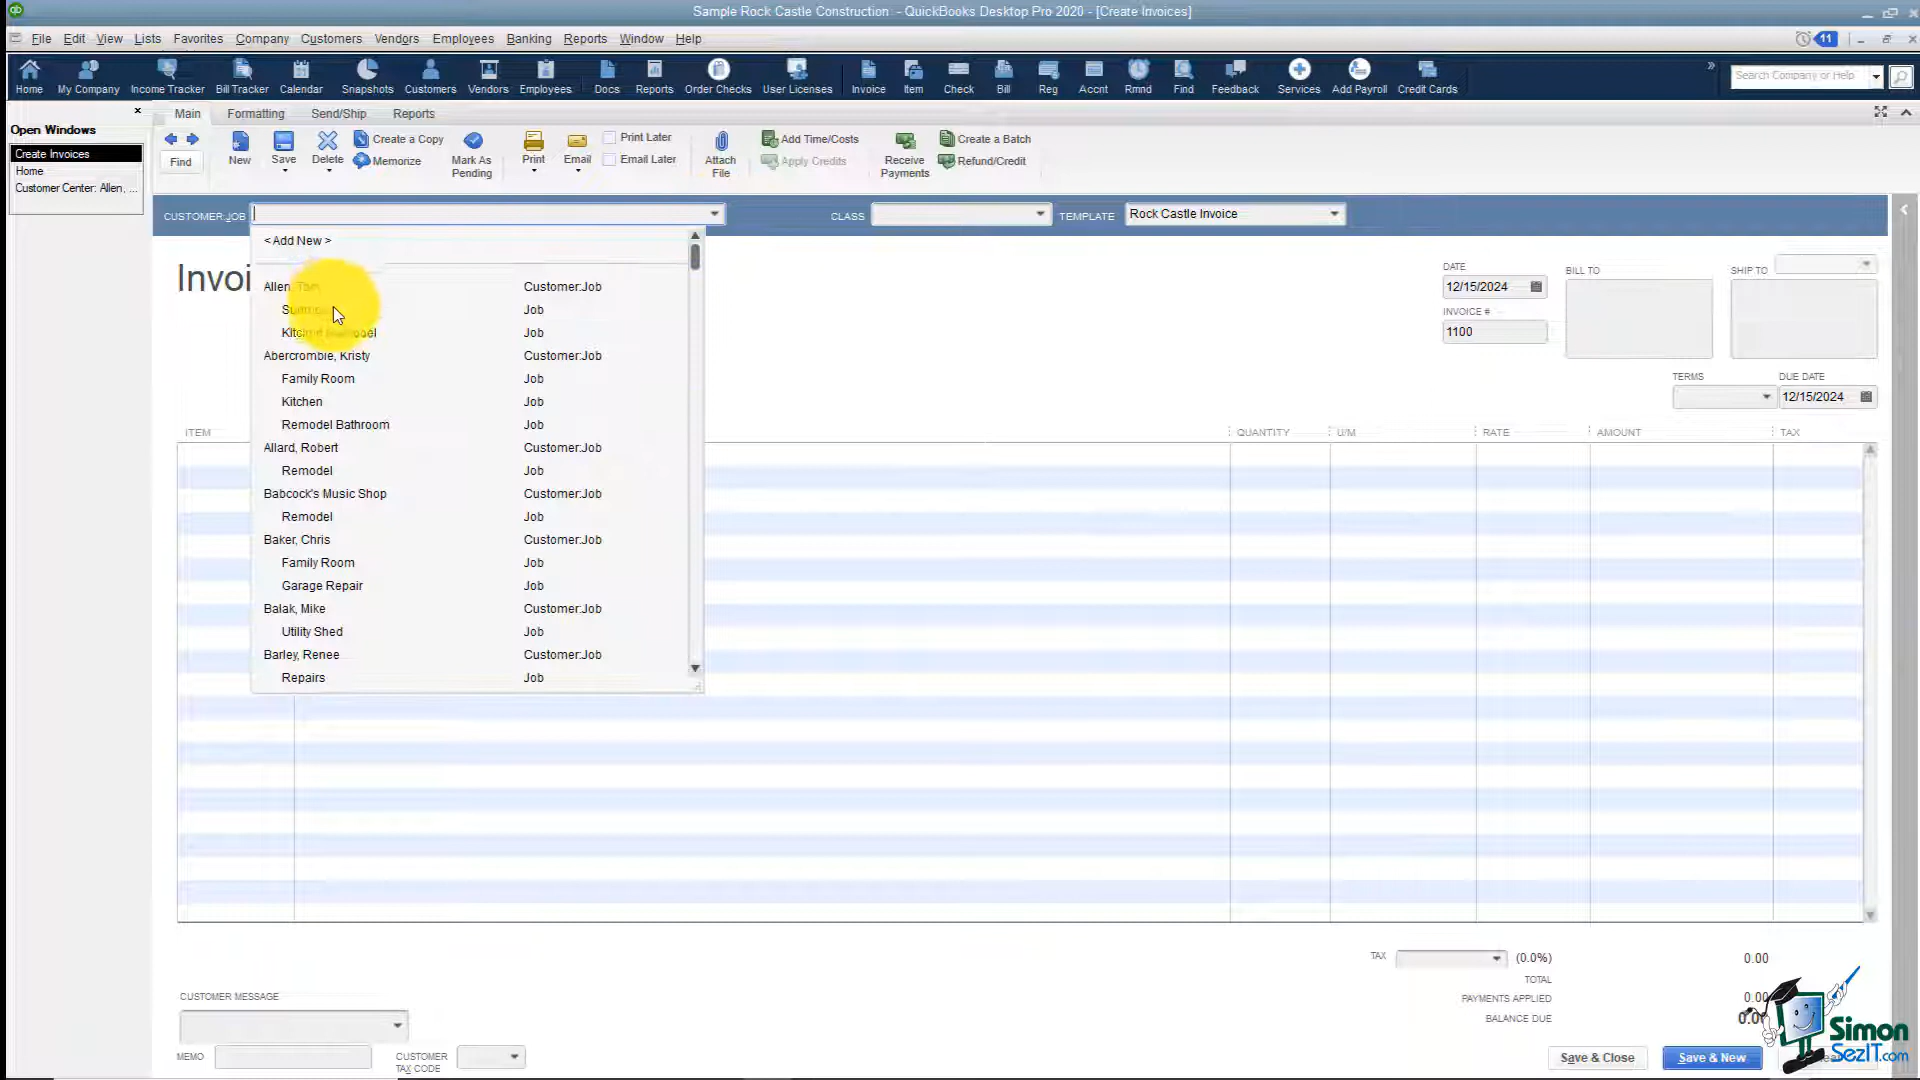 Sample Rock Castle Construction - QuickBooks Desktop Pro 2020 - [Create Invoices]
File Edit View Lists Favorites Company Customers Vendors Employees Banking Reports Window Help
11
Home My Company Income Tracker Bill Tracker Calendar Snapshots Customers Vendors Employees Docs Reports Order Checks User Licenses Invoice Item Check Bill Reg Accnt Rmnd Find Feedback Services Add Payroll Credit Cards
Search Company or Help
Main Formatting Send/Ship Reports
Open Windows
Create Invoices
Home
Customer Center: Allen, ...
Find
New
Save
Delete
Create a Copy
Memorize
Mark As
Pending
Print
Email
Print Later
Email Later
Attach
File
Add Time/Costs
Apply Credits
Receive
Payments
Create a Batch
Refund/Credit
CUSTOMER:JOB
CLASS
TEMPLATE Rock Castle Invoice
< Add New >
Allen, Customer:Job
Job
Job
Abercrombie, Kristy Customer:Job
Family Room Job
Kitchen Job
Remodel Bathroom Job
Allard, Robert Customer:Job
Remodel Job
Babcock's Music Shop Customer:Job
Remodel Job
Baker, Chris Customer:Job
Family Room Job
Garage Repair Job
Balak, Mike Customer:Job
Utility Shed Job
Barley, Renee Customer:Job
Repairs Job
Invoi
DATE
12/15/2024
INVOICE #
1100
BILL TO
SHIP TO
TERMS
DUE DATE
12/15/2024
ITEM QUANTITY U/M RATE AMOUNT TAX
TAX (0.0%) 0.00
TOTAL
PAYMENTS APPLIED 0.00
BALANCE DUE
CUSTOMER MESSAGE
MEMO
CUSTOMER
TAX CODE
Save & Close
Save & New
Simon
SezIT.com